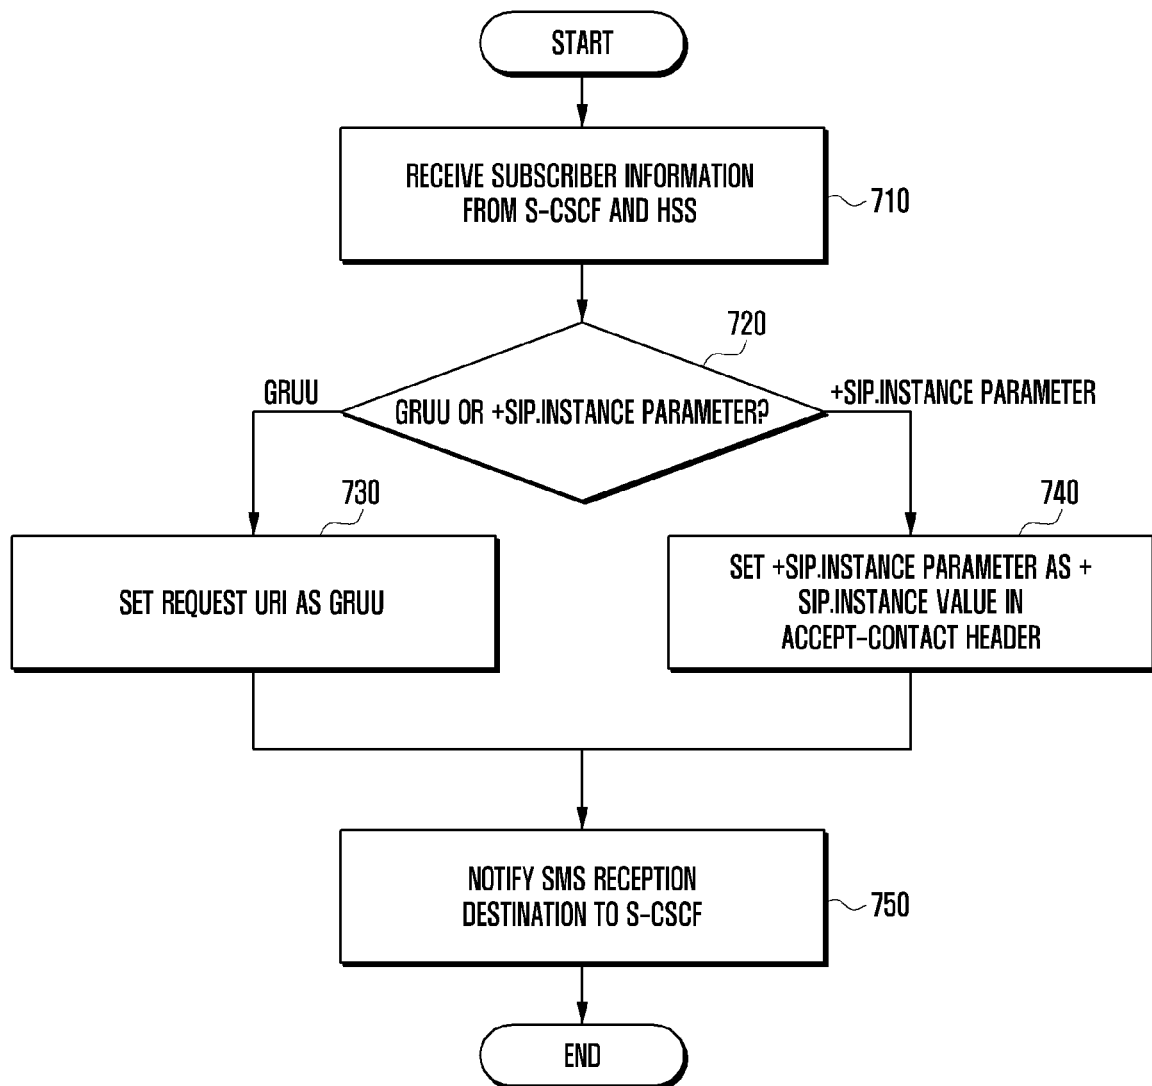 START
RECEIVE SUBSCRIBER INFORMATION
FROM S-CSCF AND HSS
710
720
GRUU
GRUU OR +SIP.INSTANCE PARAMETER?
+SIP.INSTANCE PARAMETER
730
SET REQUEST URI AS GRUU
740
SET +SIP.INSTANCE PARAMETER AS +
SIP.INSTANCE VALUE IN
ACCEPT-CONTACT HEADER
NOTIFY SMS RECEPTION
DESTINATION TO S-CSCF
750
END